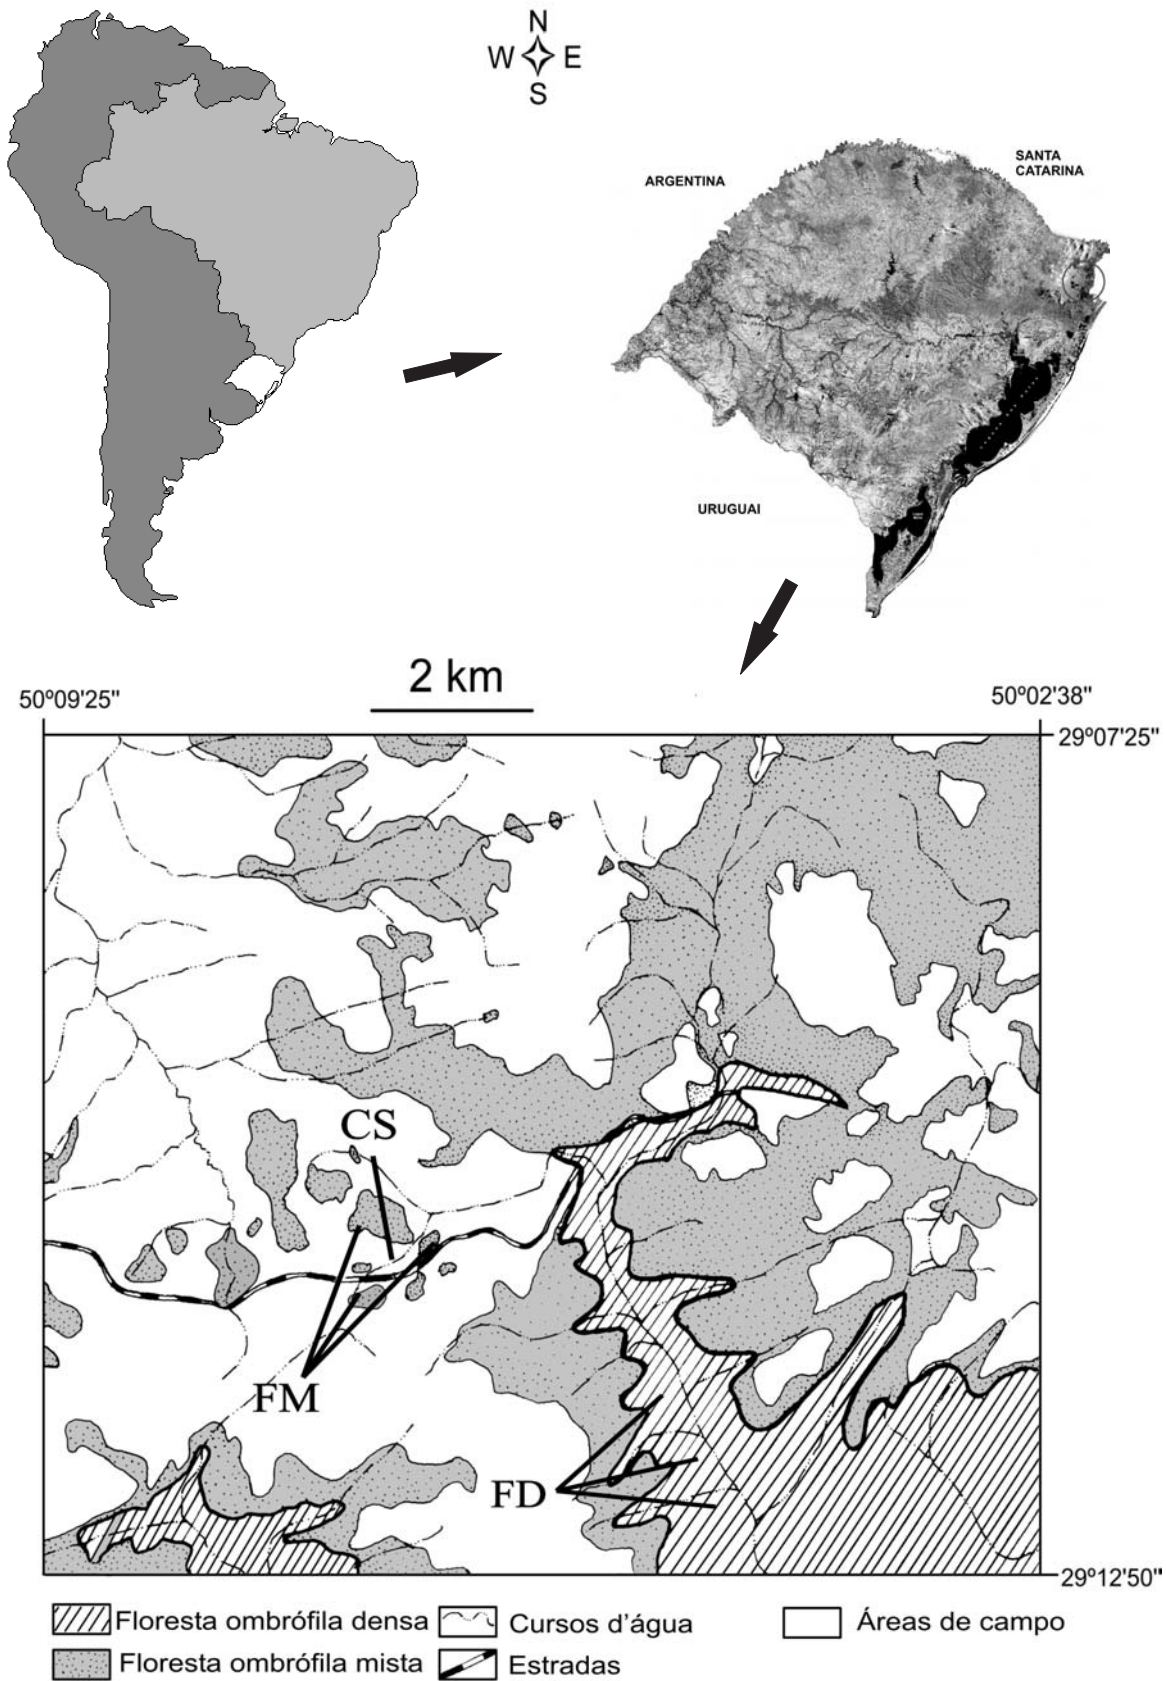 N
W E
S
SANTA
CATARINA
ARGENTINA
URUGUAI
2 km
50º09'25"
50º02'38"
29º07'25"
CS
FM
FD
29º12'50"
Floresta ombrófila densa
Cursos d'água
Áreas de campo
Floresta ombrófila mista
Estradas